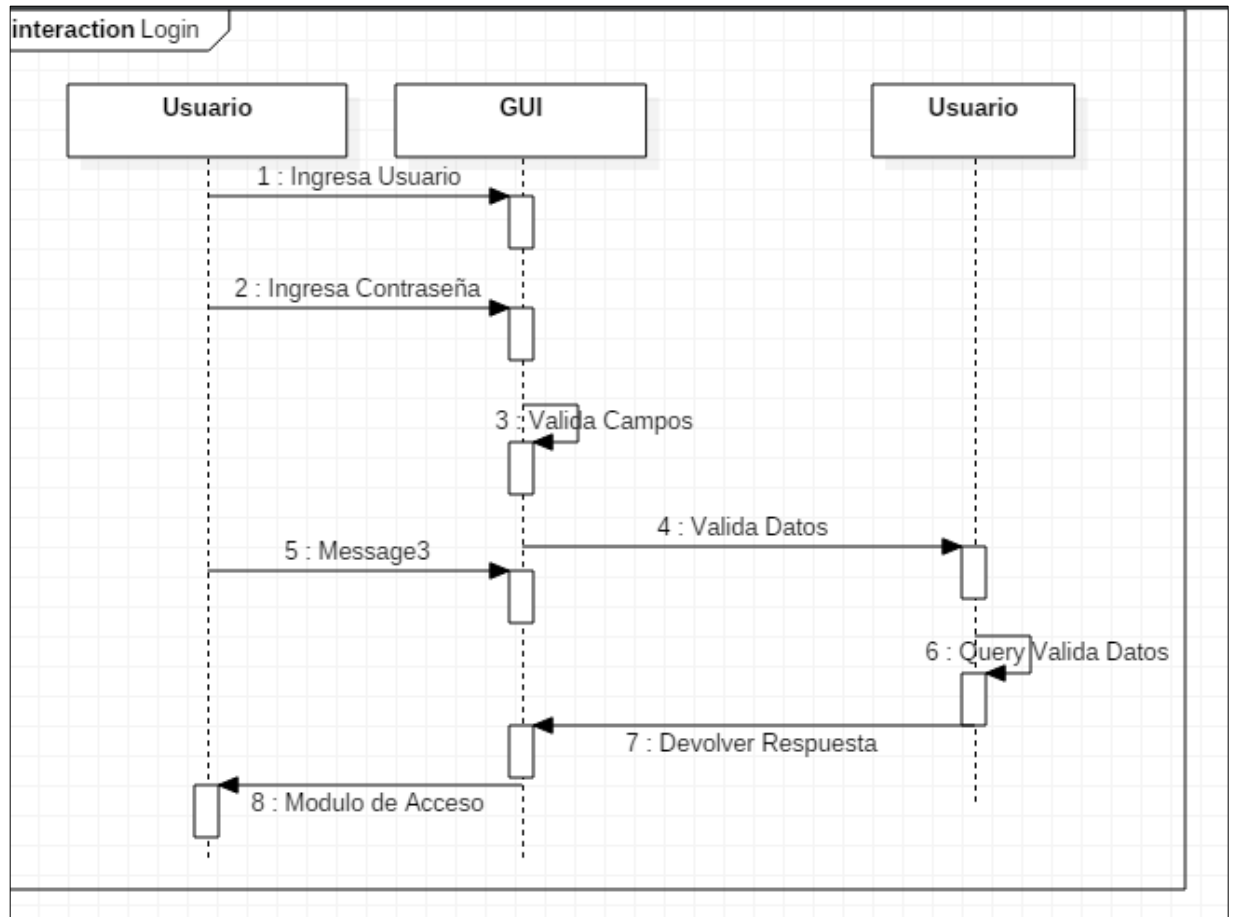 interaction Login
Usuario
GUI
Usuario
1 : Ingresa Usuario
2 : Ingresa Contraseña
3 : Valida Campos
4 : Valida Datos
5 : Message3
6 : Query Valida Datos
7 : Devolver Respuesta
8 : Modulo de Acceso